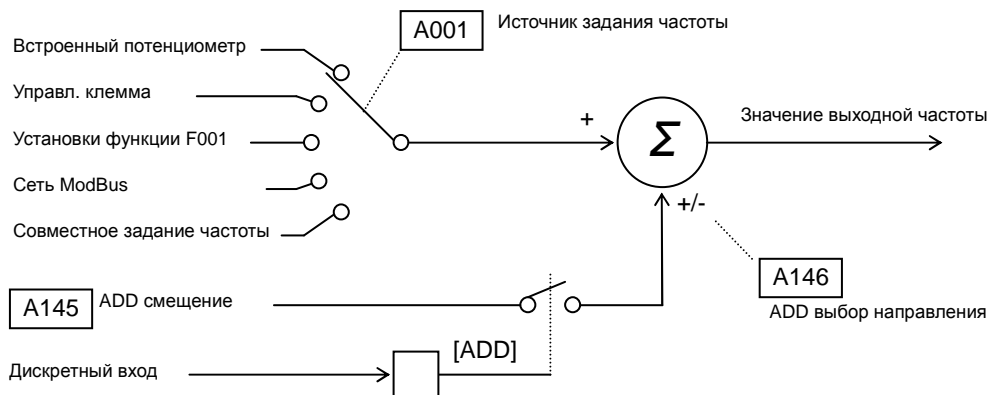 A001
Источник задания частоты
Встроенный потенциометр
Управл. клемма
Установки функции F001
Сеть ModBus
Совместное задание частоты
+
Σ
Значение выходной частоты
+/-
A146
ADD выбор направления
A145
ADD смещение
[ADD]
Дискретный вход